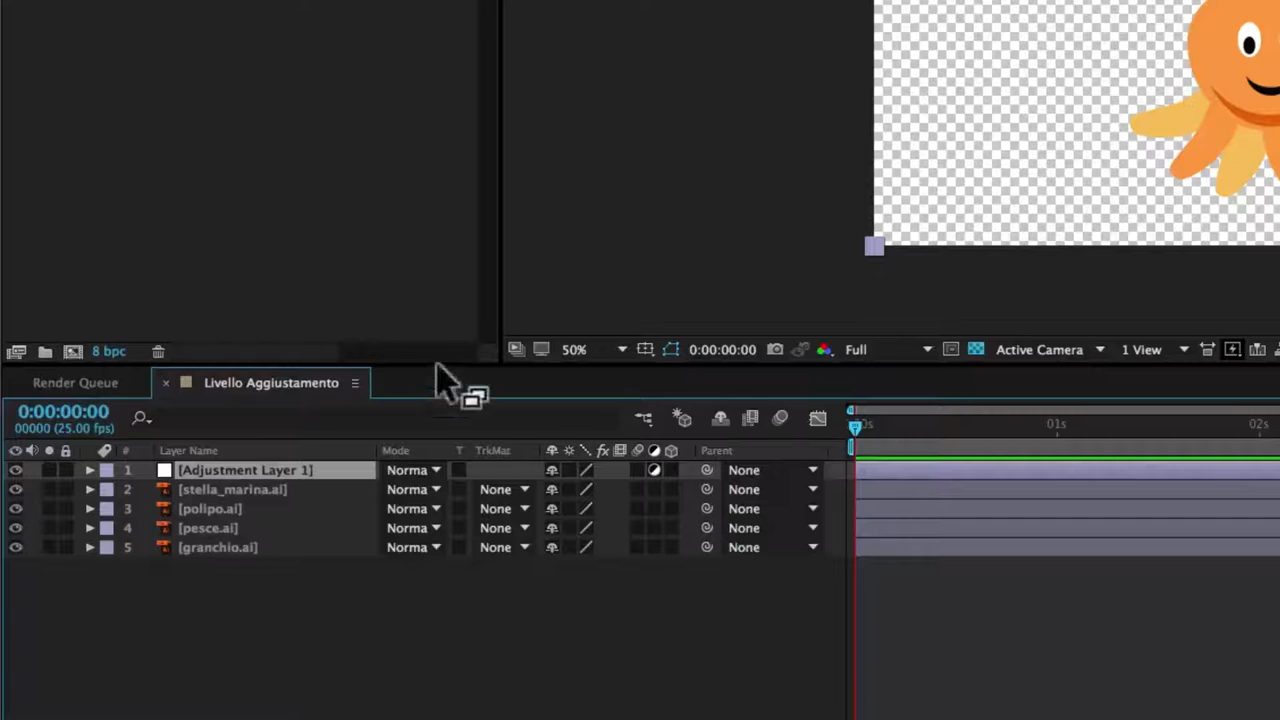 8 bpc
50%
0:00:00:00
Full
Active Camera
1 View
Render Queue
Livello Aggiustamento
0:00:00:00
00000 (25.00 fps)
01s
02s
# Layer Name Mode T TrkMat fx Parent
1 [Adjustment Layer 1] Norma None
2 [stella_marina.ai] Norma None None
3 [polipo.ai] Norma None None
4 [pesce.ai] Norma None None
5 [granchio.ai] Norma None None